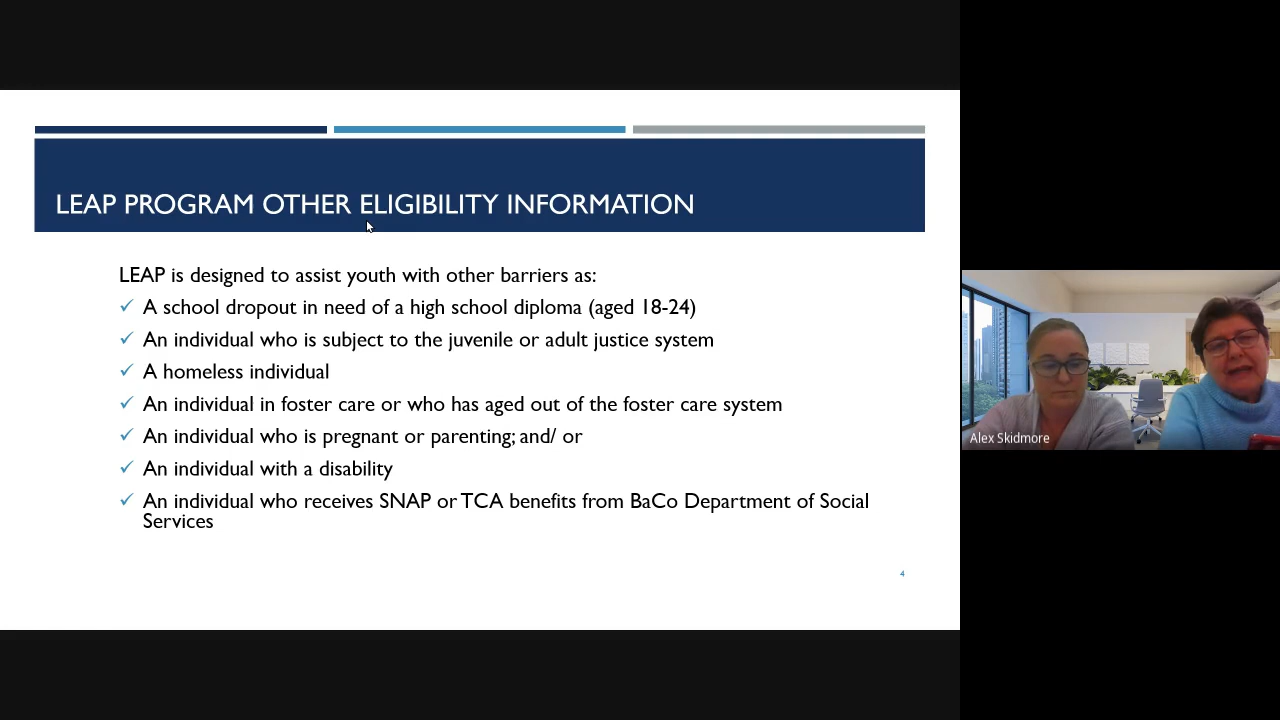 LEAP PROGRAM OTHER ELIGIBILITY INFORMATION
LEAP is designed to assist youth with other barriers as:
✓ A school dropout in need of a high school diploma (aged 18-24)
✓ An individual who is subject to the juvenile or adult justice system
✓ A homeless individual
✓ An individual in foster care or who has aged out of the foster care system
✓ An individual who is pregnant or parenting; and/ or
✓ An individual with a disability
✓ An individual who receives SNAP or TCA benefits from BaCo Department of Social
Services
4
Alex Skidmore